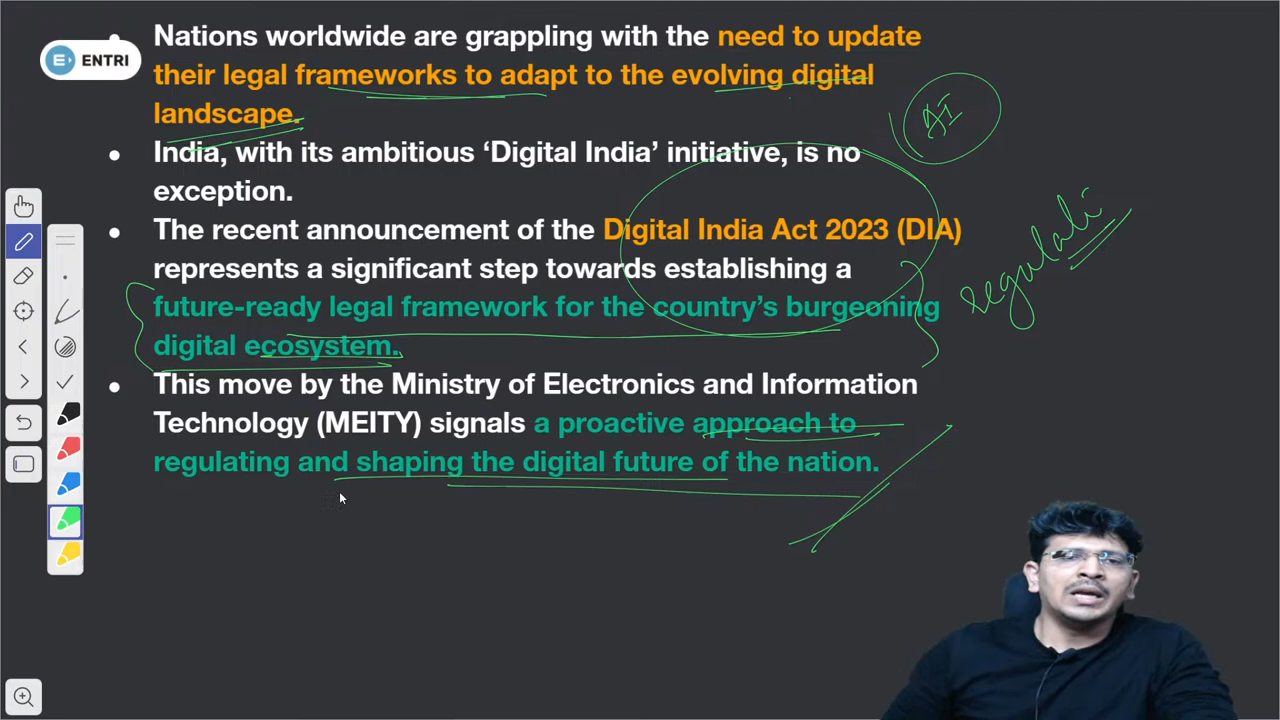 Nations worldwide are grappling with the need to update
ENTRI
their legal frameworks to adapt to the evolving digital
landscape.
AI
India, with its ambitious ‘Digital India’ initiative, is no
exception.
The recent announcement of the Digital India Act 2023 (DIA)
represents a significant step towards establishing a
regulati
future-ready legal framework for the country’s burgeoning
digital ecosystem.
This move by the Ministry of Electronics and Information
Technology (MEITY) signals a proactive approach to
regulating and shaping the digital future of the nation.